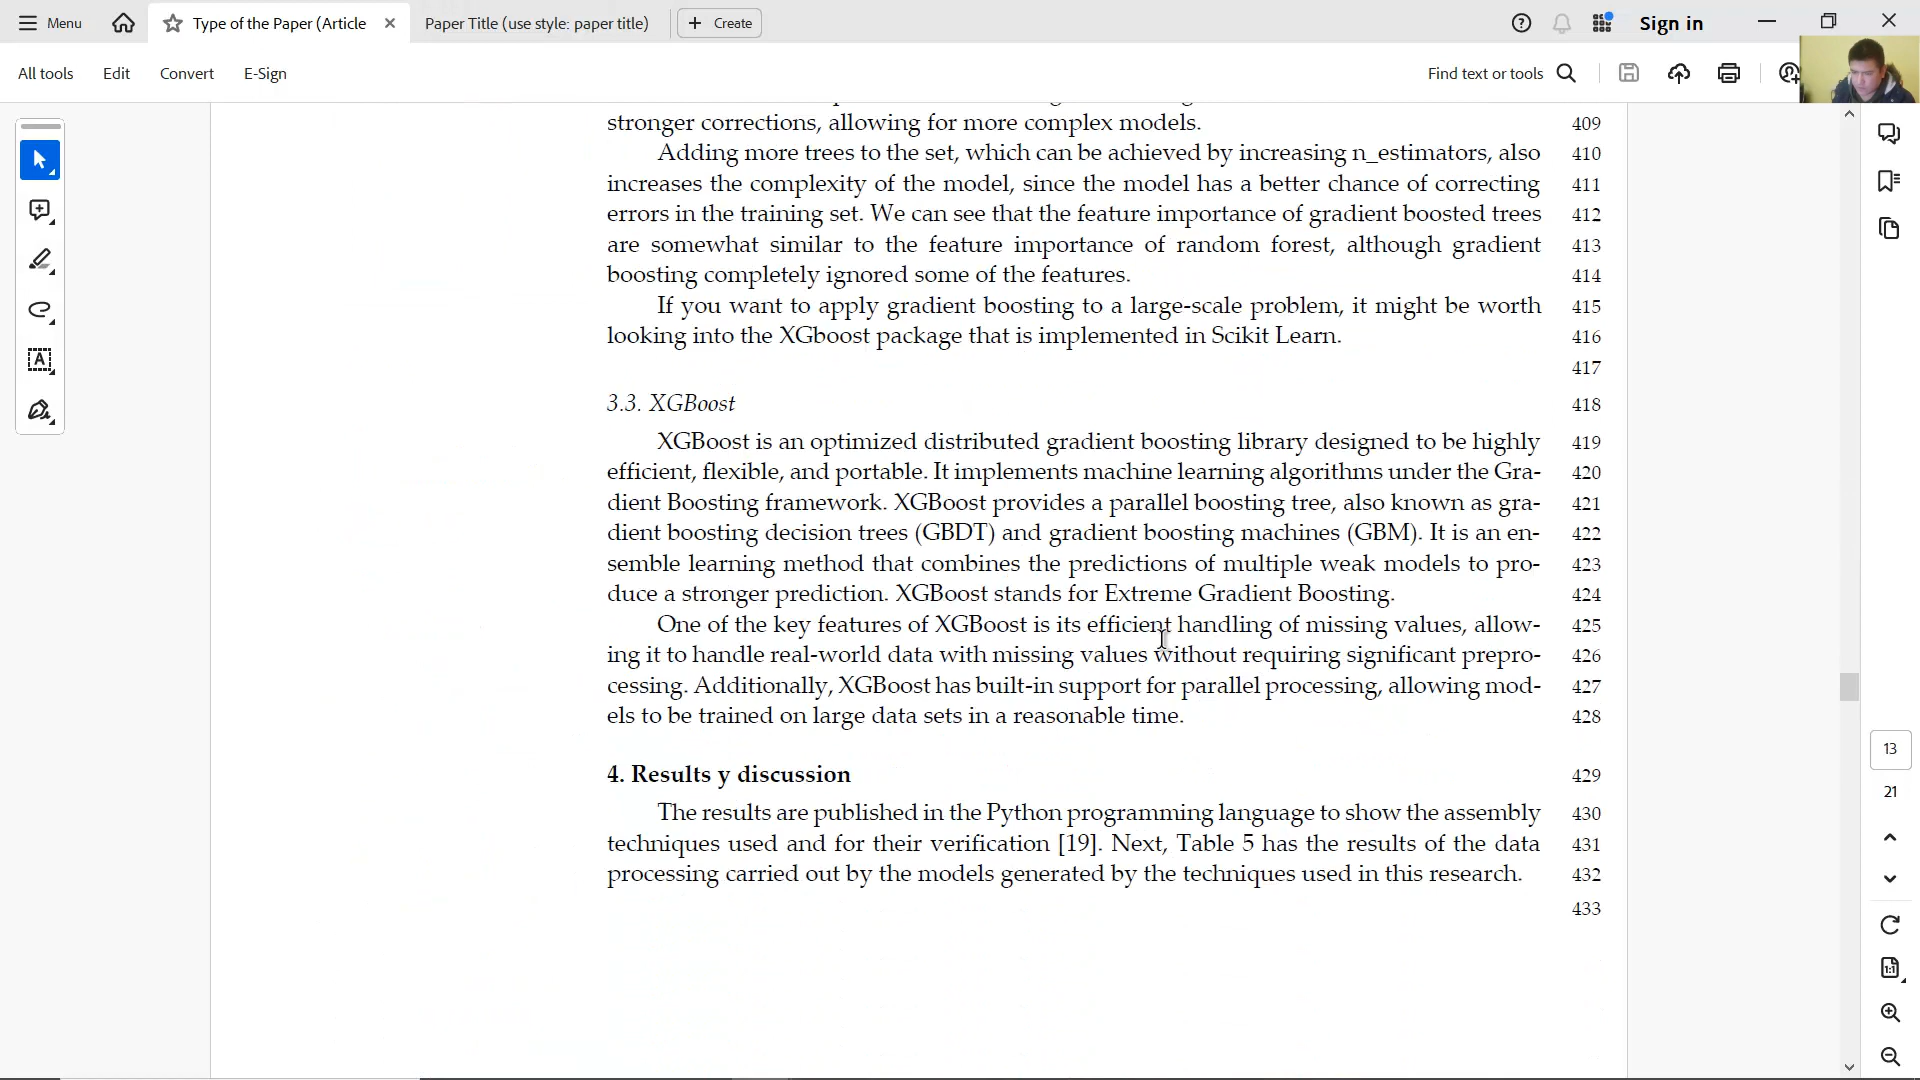 Menu
Type of the Paper (Article
Paper Title (use style: paper title)
Create
Sign in
All tools
Edit
Convert
E-Sign
Find text or tools
stronger corrections, allowing for more complex models. 409
Adding more trees to the set, which can be achieved by increasing n_estimators, also 410
increases the complexity of the model, since the model has a better chance of correcting 411
errors in the training set. We can see that the feature importance of gradient boosted trees 412
are somewhat similar to the feature importance of random forest, although gradient 413
boosting completely ignored some of the features. 414
If you want to apply gradient boosting to a large-scale problem, it might be worth 415
looking into the XGboost package that is implemented in Scikit Learn. 416
417
3.3. XGBoost 418
XGBoost is an optimized distributed gradient boosting library designed to be highly 419
efficient, flexible, and portable. It implements machine learning algorithms under the Gra- 420
dient Boosting framework. XGBoost provides a parallel boosting tree, also known as gra- 421
dient boosting decision trees (GBDT) and gradient boosting machines (GBM). It is an en- 422
semble learning method that combines the predictions of multiple weak models to pro- 423
duce a stronger prediction. XGBoost stands for Extreme Gradient Boosting. 424
One of the key features of XGBoost is its efficient handling of missing values, allow- 425
ing it to handle real-world data with missing values without requiring significant prepro- 426
cessing. Additionally, XGBoost has built-in support for parallel processing, allowing mod- 427
els to be trained on large data sets in a reasonable time. 428
4. Results y discussion 429
The results are published in the Python programming language to show the assembly 430
techniques used and for their verification [19]. Next, Table 5 has the results of the data 431
processing carried out by the models generated by the techniques used in this research. 432
433
13
21